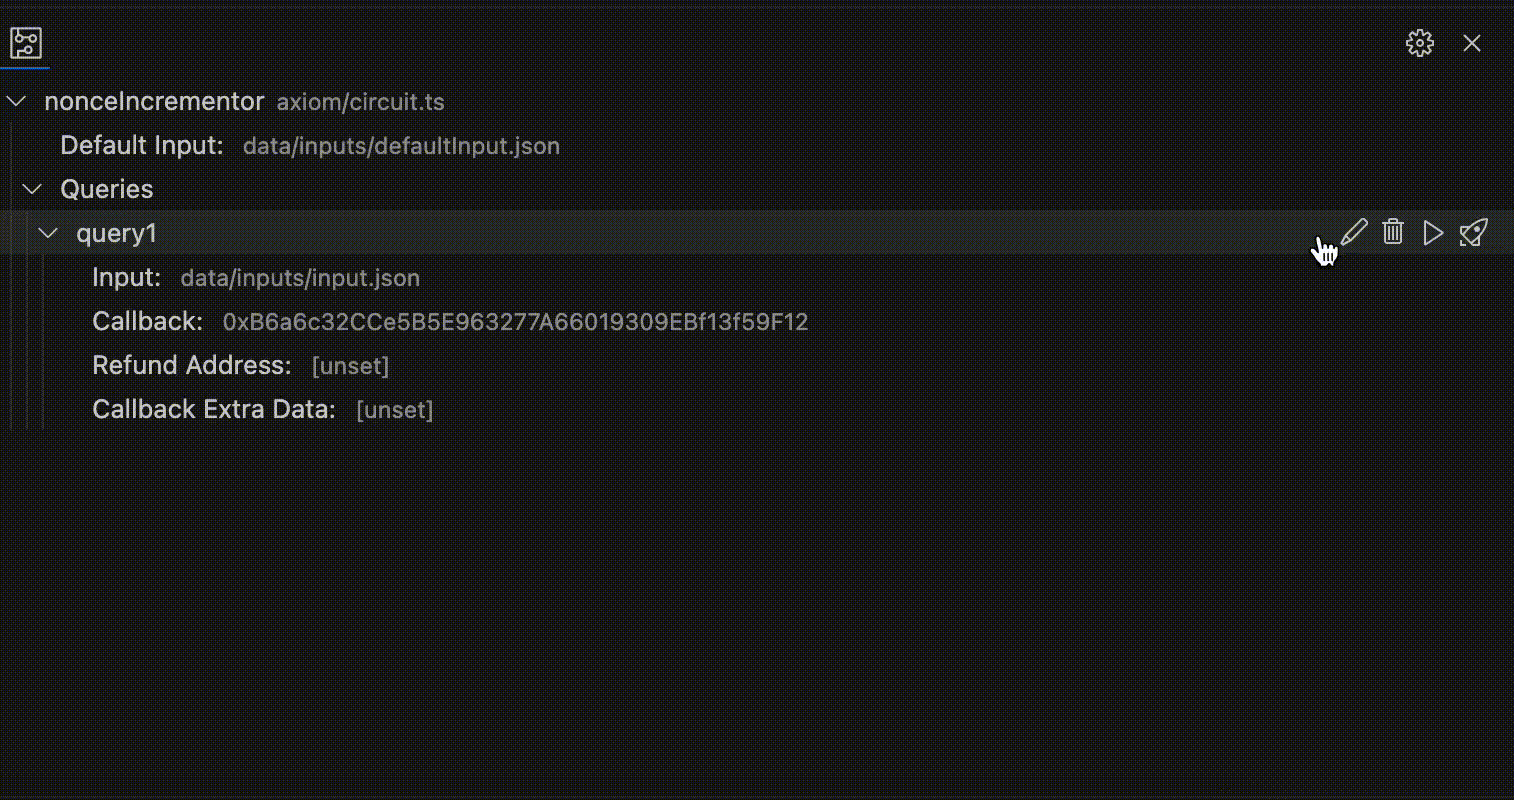 nonceIncrementor axiom/circuit.ts
Default Input: data/inputs/defaultInput.json
Queries
query1
Input: data/inputs/input.json
Callback: 0xB6a6c32CCe5B5E963277A66019309EBf13f59F12
Refund Address: [unset]
Callback Extra Data: [unset]